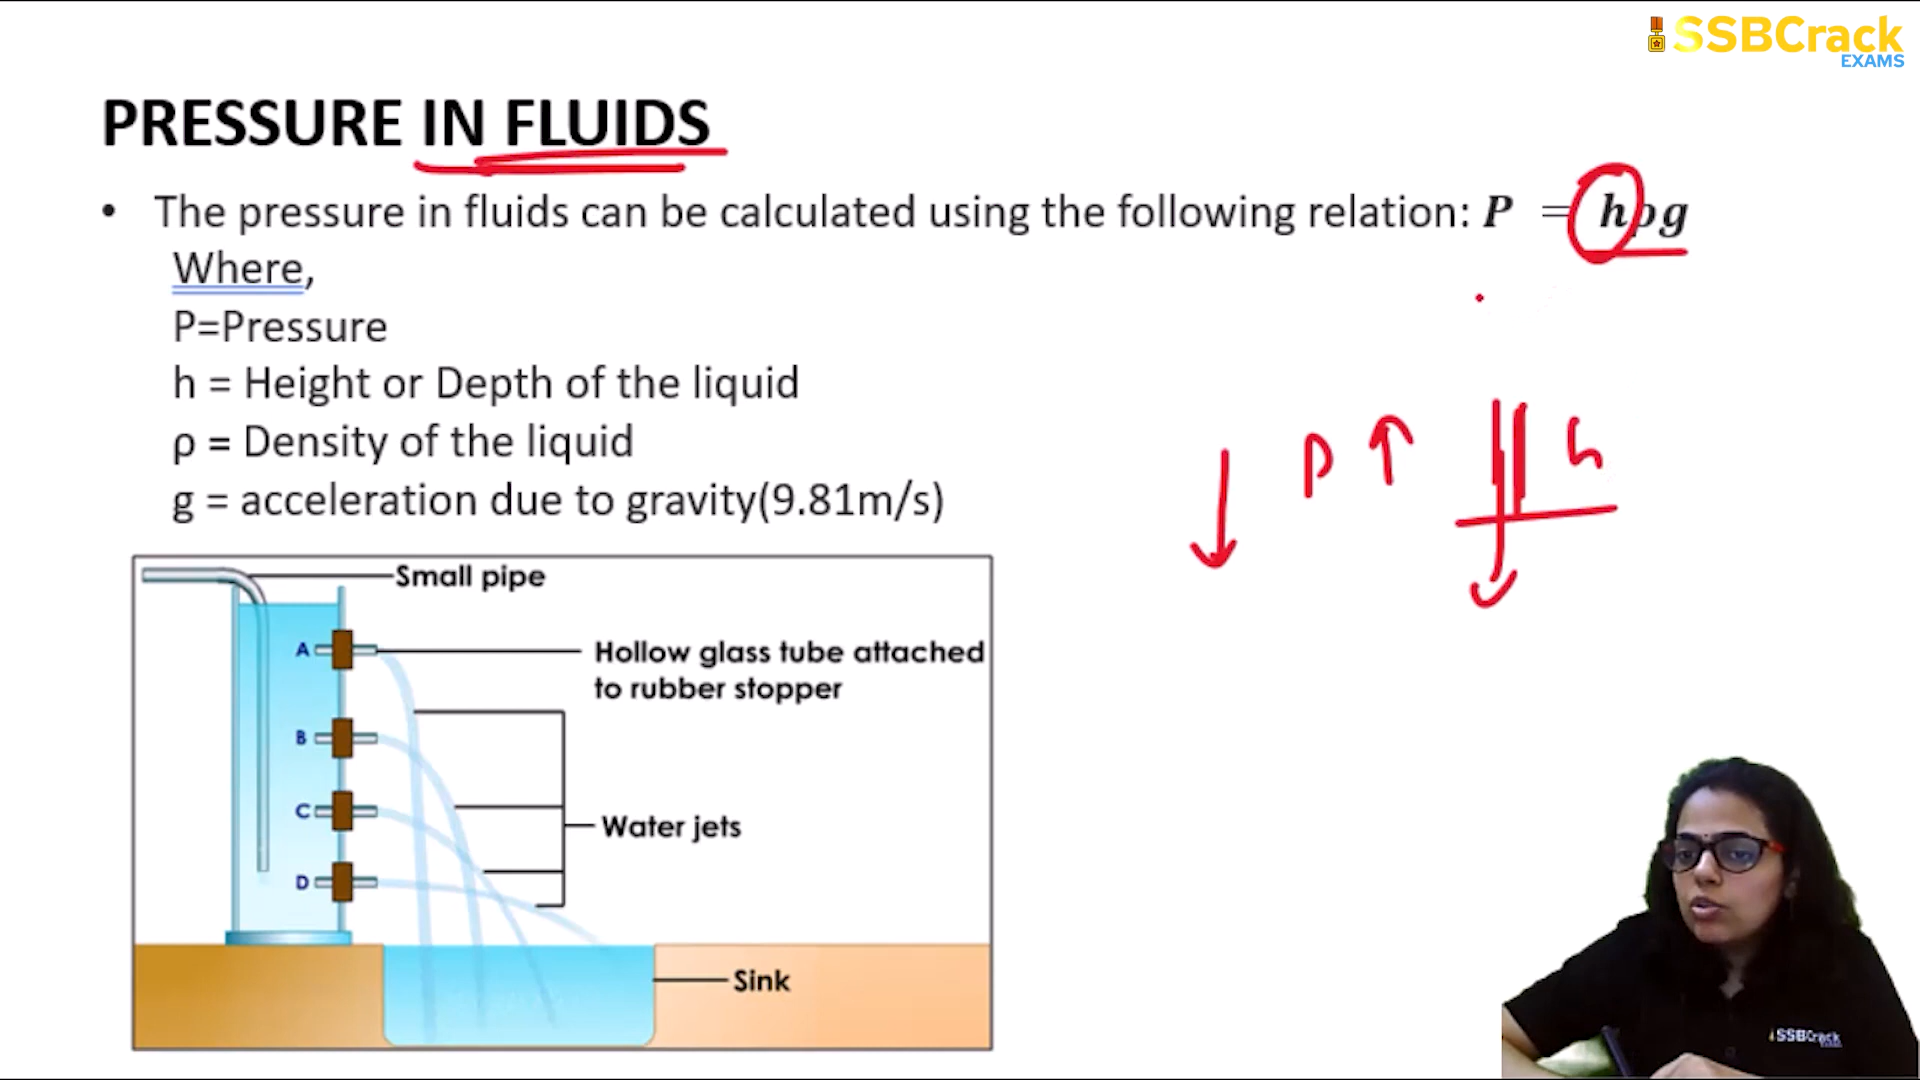 SSBCrack
EXAMS
PRESSURE IN FLUIDS
• The pressure in fluids can be calculated using the following relation: P = hρg
Where,
P=Pressure
h = Height or Depth of the liquid
ρ = Density of the liquid
g = acceleration due to gravity(9.81m/s)
P ↑ h
Small pipe
A
Hollow glass tube attached
to rubber stopper
B
C
Water jets
D
Sink
SSBCrack